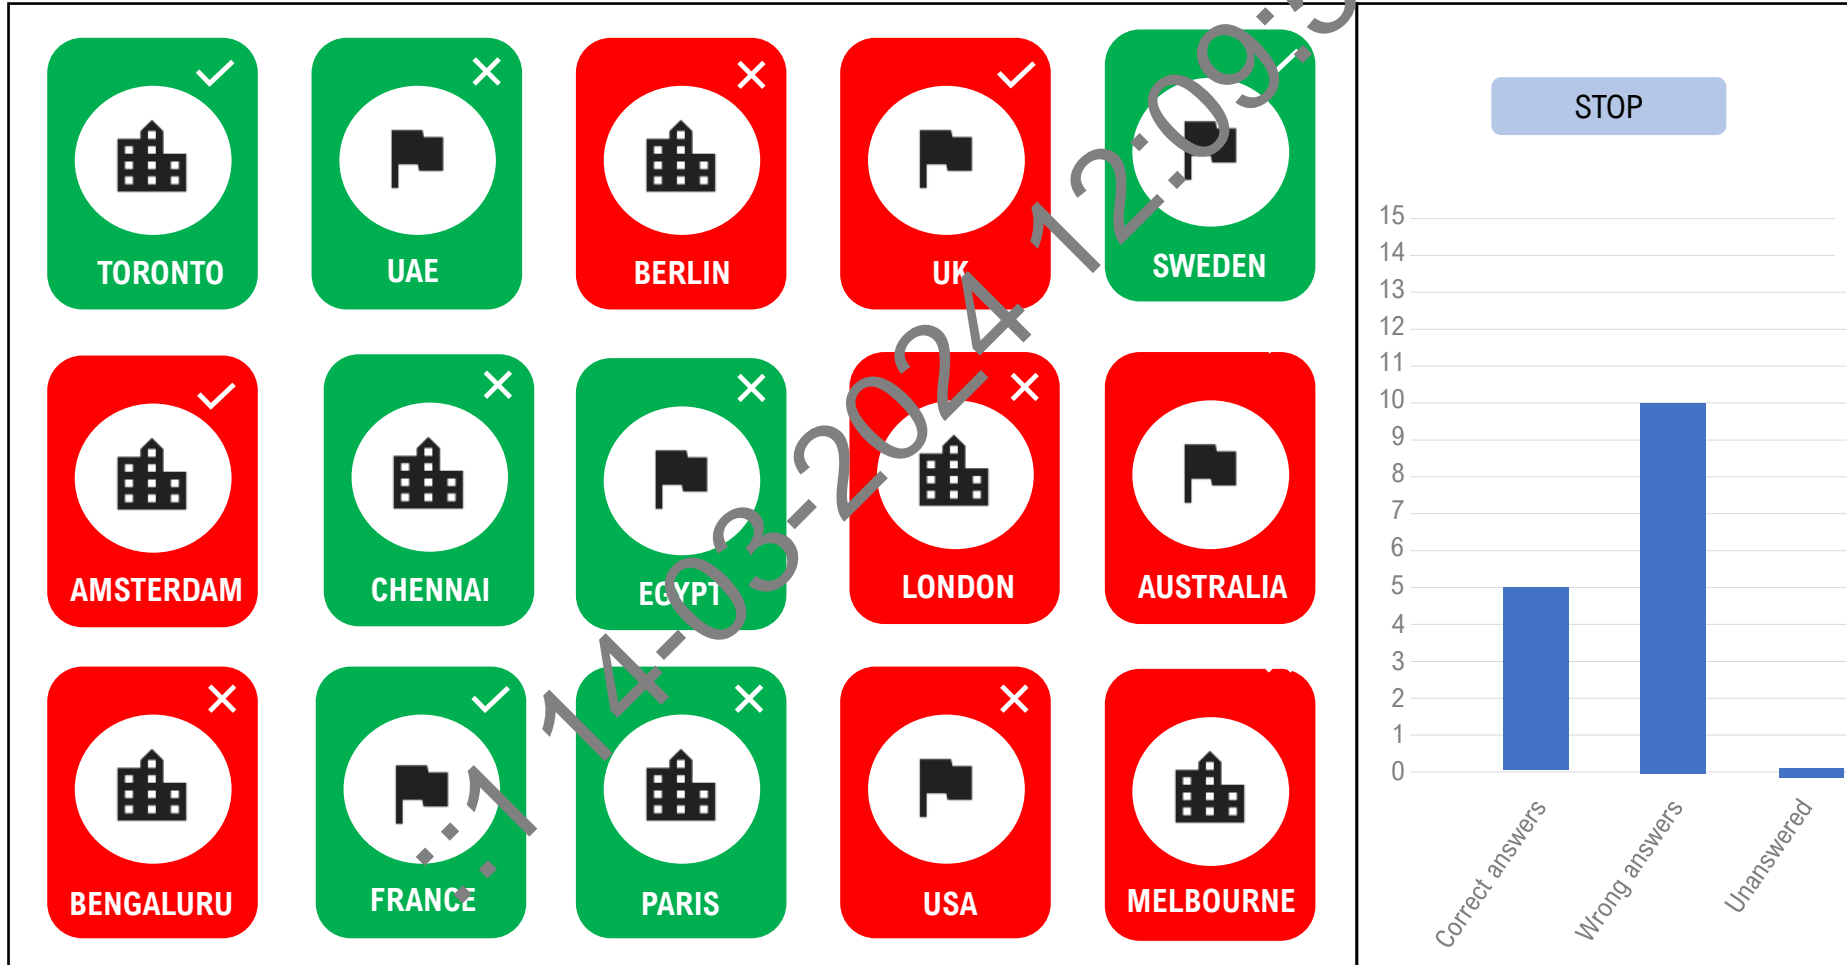 TORONTO
UAE
BERLIN
UK
SWEDEN
AMSTERDAM
CHENNAI
EGYPT
LONDON
AUSTRALIA
BENGALURU
FRANCE
PARIS
USA
MELBOURNE
14-03-2024 12:09:
STOP
15
14
13
12
11
10
9
8
7
6
5
4
3
2
1
0
Correct answers
Wrong answers
Unanswered